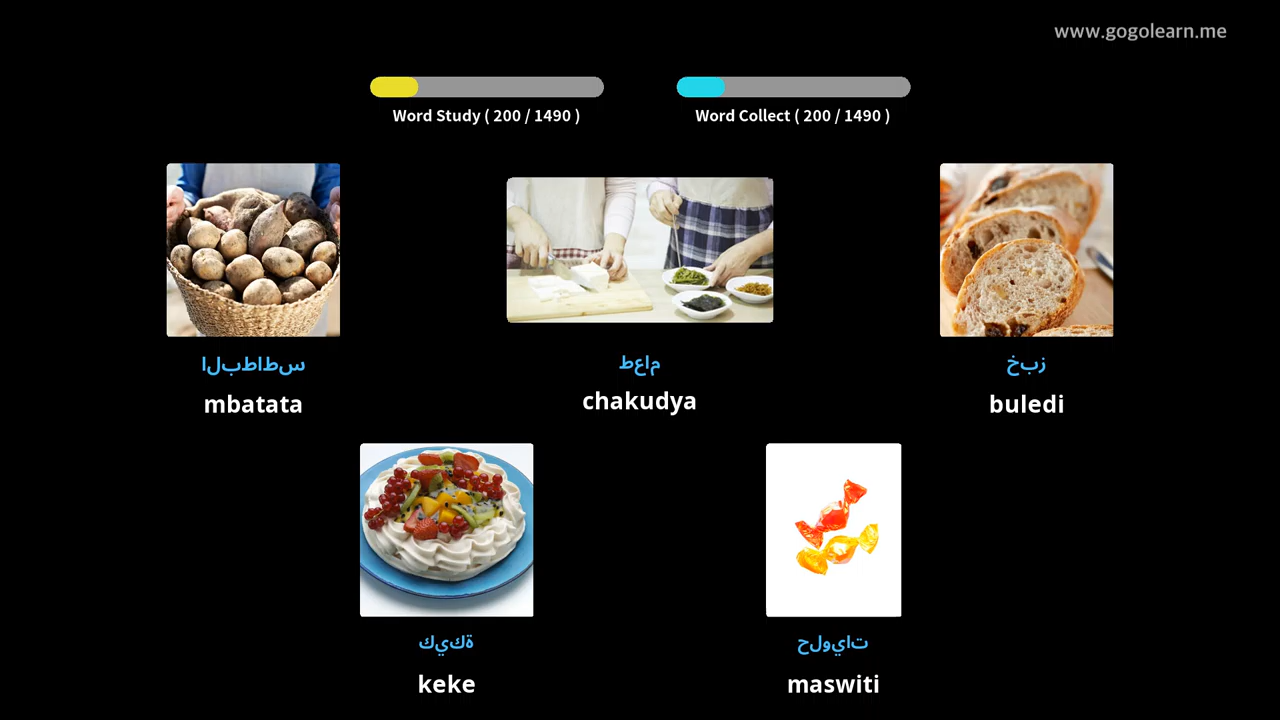 www.gogolearn.me
Word Study ( 200 / 1490 )
Word Collect ( 200 / 1490 )
البطاطس
mbatata
طعام
chakudya
خبز
buledi
كيكة
keke
حلويات
maswiti